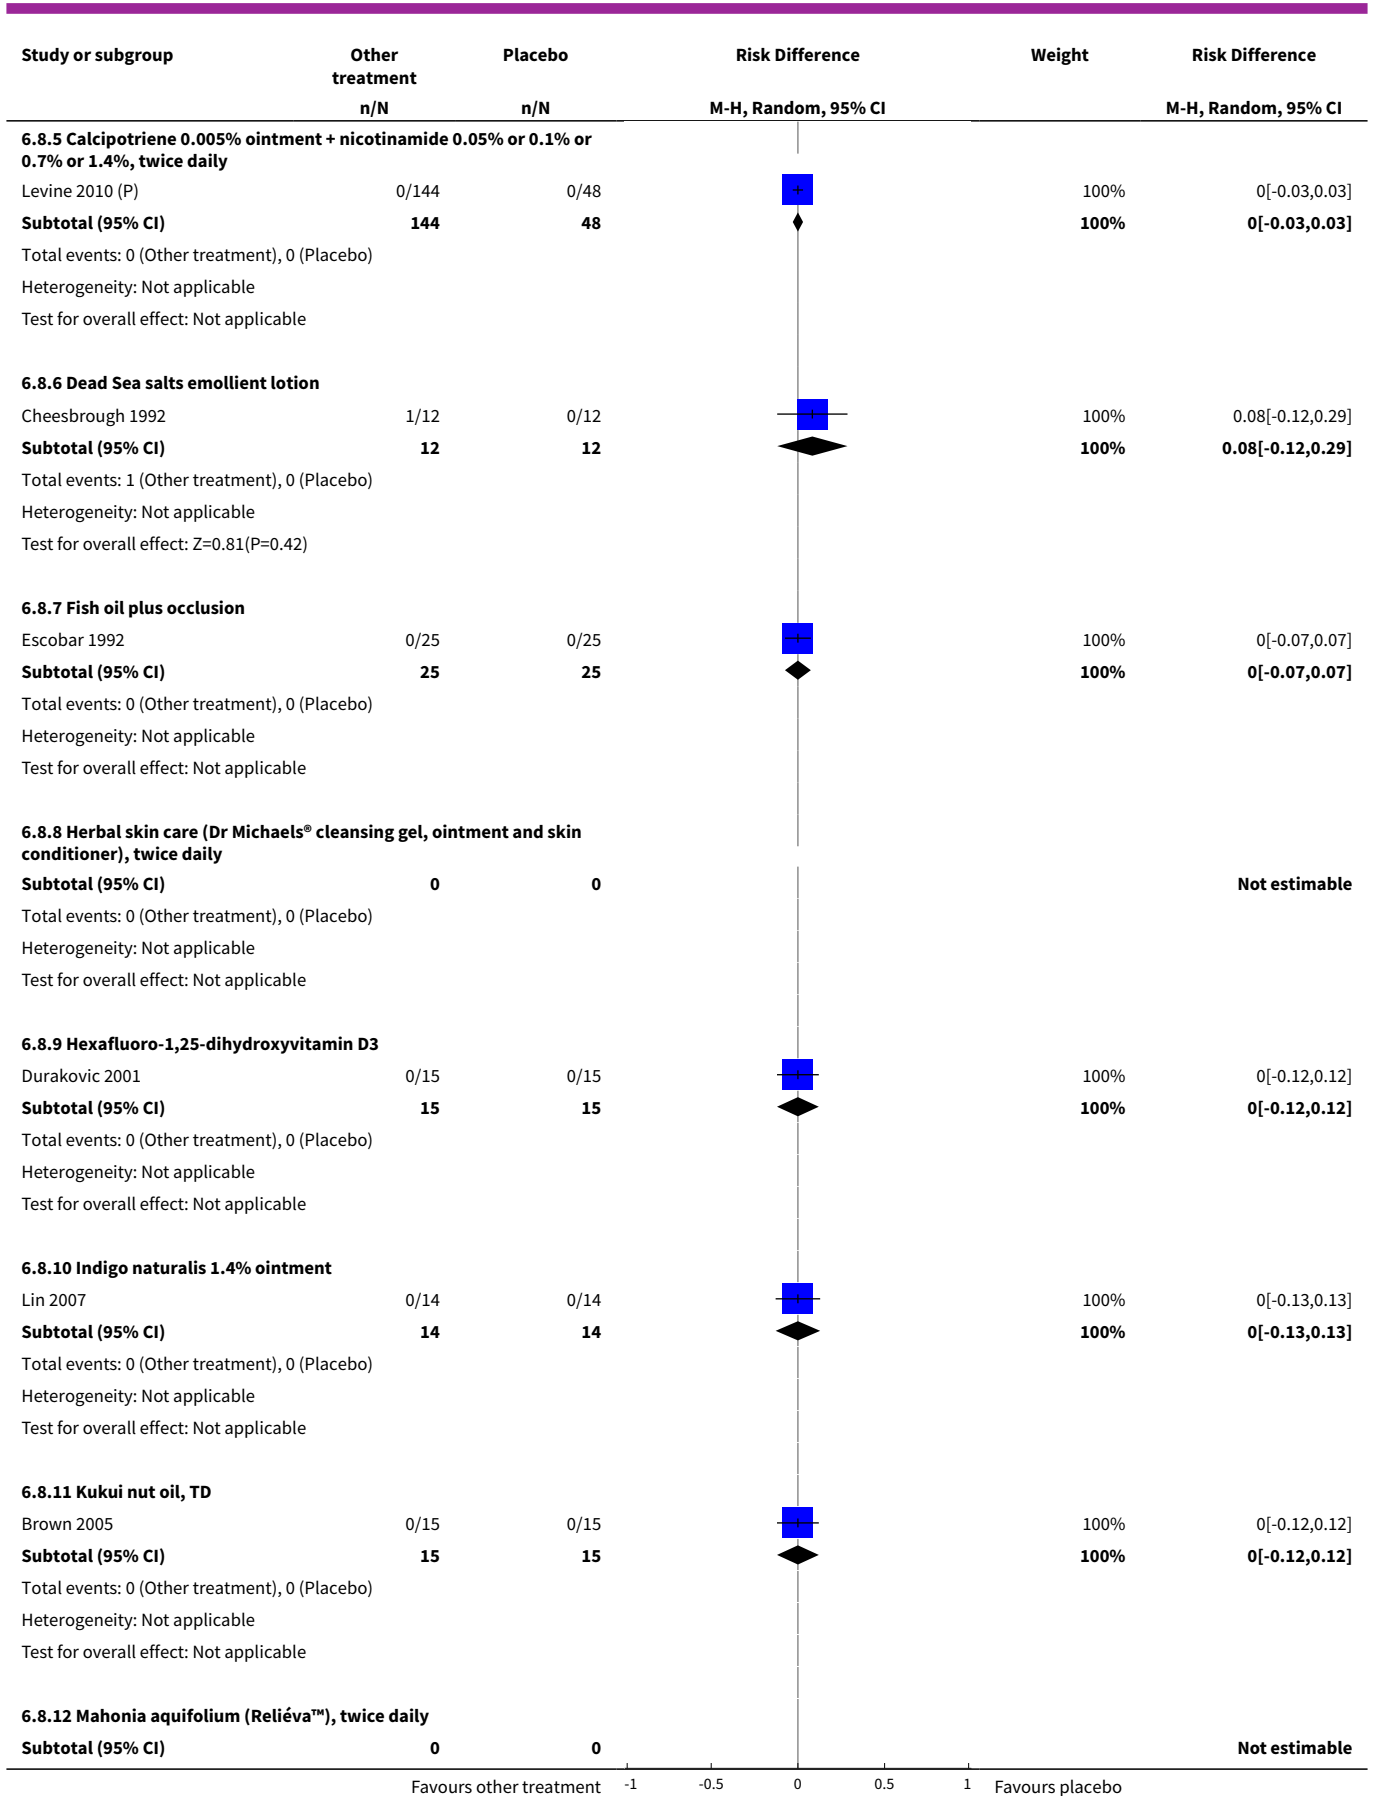 Study or subgroup Other treatment Placebo Risk Difference Weight Risk Difference
n/N n/N M-H, Random, 95% CI M-H, Random, 95% CI
6.8.5 Calcipotriene 0.005% ointment + nicotinamide 0.05% or 0.1% or
0.7% or 1.4%, twice daily
Levine 2010 (P) 0/144 0/48 100% 0[-0.03,0.03]
Subtotal (95% CI) 144 48 100% 0[-0.03,0.03]
Total events: 0 (Other treatment), 0 (Placebo)
Heterogeneity: Not applicable
Test for overall effect: Not applicable
6.8.6 Dead Sea salts emollient lotion
Cheesbrough 1992 1/12 0/12 100% 0.08[-0.12,0.29]
Subtotal (95% CI) 12 12 100% 0.08[-0.12,0.29]
Total events: 1 (Other treatment), 0 (Placebo)
Heterogeneity: Not applicable
Test for overall effect: Z=0.81(P=0.42)
6.8.7 Fish oil plus occlusion
Escobar 1992 0/25 0/25 100% 0[-0.07,0.07]
Subtotal (95% CI) 25 25 100% 0[-0.07,0.07]
Total events: 0 (Other treatment), 0 (Placebo)
Heterogeneity: Not applicable
Test for overall effect: Not applicable
6.8.8 Herbal skin care (Dr Michaels® cleansing gel, ointment and skin
conditioner), twice daily
Subtotal (95% CI) 0 0 Not estimable
Total events: 0 (Other treatment), 0 (Placebo)
Heterogeneity: Not applicable
Test for overall effect: Not applicable
6.8.9 Hexafluoro-1,25-dihydroxyvitamin D3
Durakovic 2001 0/15 0/15 100% 0[-0.12,0.12]
Subtotal (95% CI) 15 15 100% 0[-0.12,0.12]
Total events: 0 (Other treatment), 0 (Placebo)
Heterogeneity: Not applicable
Test for overall effect: Not applicable
6.8.10 Indigo naturalis 1.4% ointment
Lin 2007 0/14 0/14 100% 0[-0.13,0.13]
Subtotal (95% CI) 14 14 100% 0[-0.13,0.13]
Total events: 0 (Other treatment), 0 (Placebo)
Heterogeneity: Not applicable
Test for overall effect: Not applicable
6.8.11 Kukui nut oil, TD
Brown 2005 0/15 0/15 100% 0[-0.12,0.12]
Subtotal (95% CI) 15 15 100% 0[-0.12,0.12]
Total events: 0 (Other treatment), 0 (Placebo)
Heterogeneity: Not applicable
Test for overall effect: Not applicable
6.8.12 Mahonia aquifolium (Reliéva™), twice daily
Subtotal (95% CI) 0 0 Not estimable
Favours other treatment -1 -0.5 0 0.5 1 Favours placebo